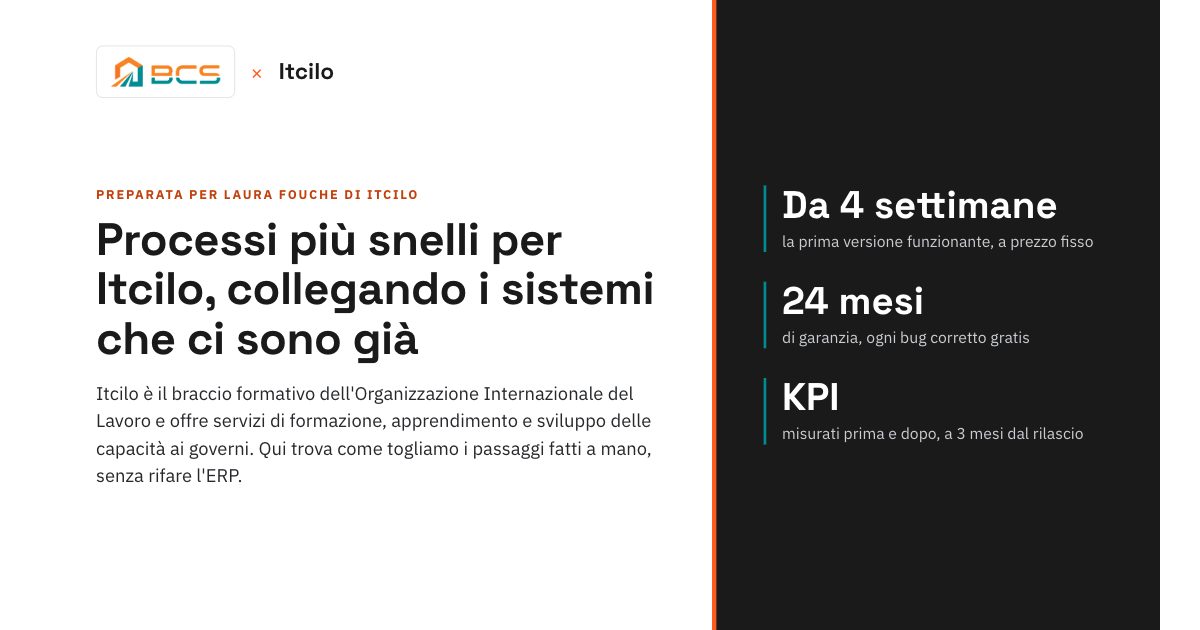 BCS × Itcilo
PREPARATA PER LAURA FOUCHE DI ITCILO
Processi più snelli per
Itcilo, collegando i sistemi
che ci sono già
Itcilo è il braccio formativo dell'Organizzazione Internazionale del
Lavoro e offre servizi di formazione, apprendimento e sviluppo delle
capacità ai governi. Qui trova come togliamo i passaggi fatti a mano,
senza rifare l'ERP.
Da 4 settimane
la prima versione funzionante, a prezzo fisso
24 mesi
di garanzia, ogni bug corretto gratis
KPI
misurati prima e dopo, a 3 mesi dal rilascio